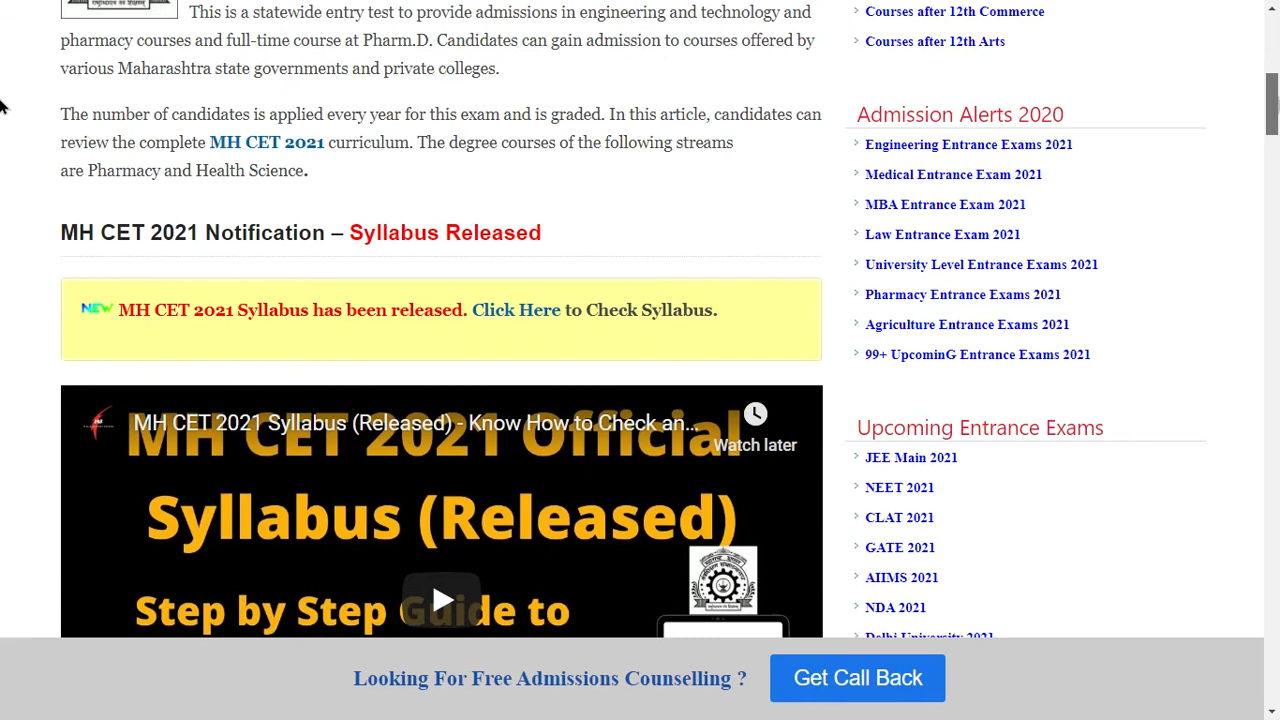 This is a statewide entry test to provide admissions in engineering and technology and
pharmacy courses and full-time course at Pharm.D. Candidates can gain admission to courses offered by
various Maharashtra state governments and private colleges.
The number of candidates is applied every year for this exam and is graded. In this article, candidates can
review the complete MH CET 2021 curriculum. The degree courses of the following streams
are Pharmacy and Health Science.
MH CET 2021 Notification – Syllabus Released
NEW MH CET 2021 Syllabus has been released. Click Here to Check Syllabus.
MH CET 2021 Syllabus (Released) - Know How to Check an...
Watch later
MH CET 2021 Official
Syllabus (Released)
Step by Step Guide to
Courses after 12th Commerce
Courses after 12th Arts
Admission Alerts 2020
Engineering Entrance Exams 2021
Medical Entrance Exam 2021
MBA Entrance Exam 2021
Law Entrance Exam 2021
University Level Entrance Exams 2021
Pharmacy Entrance Exams 2021
Agriculture Entrance Exams 2021
99+ UpcominG Entrance Exams 2021
Upcoming Entrance Exams
JEE Main 2021
NEET 2021
CLAT 2021
GATE 2021
AIIMS 2021
NDA 2021
Delhi University 2021
Looking For Free Admissions Counselling ?
Get Call Back